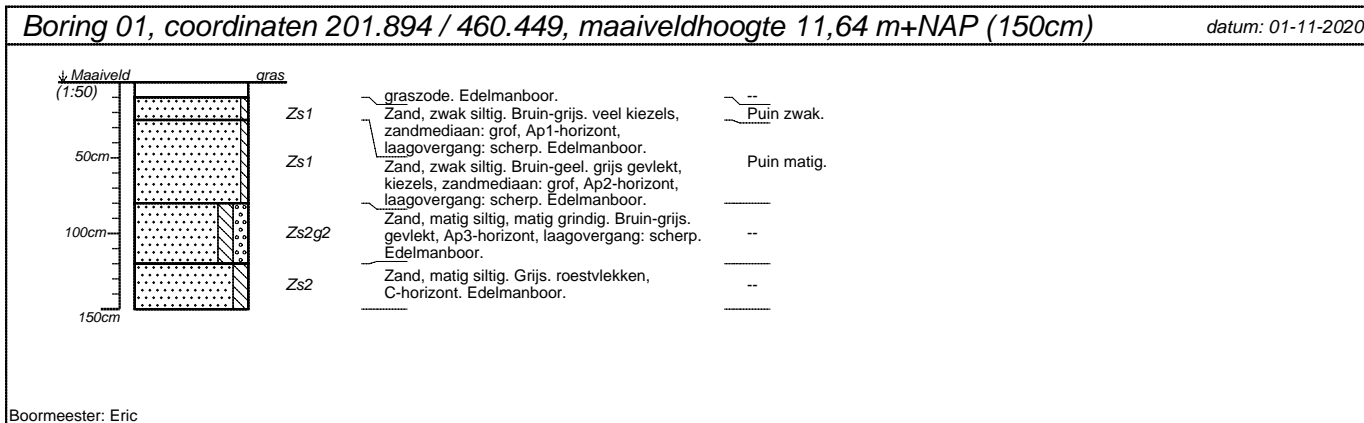 Boring 01, coordinaten 201.894 / 460.449, maaiveldhoogte 11,64 m+NAP (150cm)
datum: 01-11-2020
Maaiveld
gras
(1:50)
graszode. Edelmanboor.
--
Zs1
Zand, zwak siltig. Bruin-grijs. veel kiezels,
zandmediaan: grof, Ap1-horizont,
laagovergang: scherp. Edelmanboor.
Puin zwak.
50cm
Zs1
Zand, zwak siltig. Bruin-geel. grijs gevlekt,
kiezels, zandmediaan: grof, Ap2-horizont,
laagovergang: scherp. Edelmanboor.
Puin matig.
100cm
Zs2g2
Zand, matig siltig, matig grindig. Bruin-grijs.
gevlekt, Ap3-horizont, laagovergang: scherp.
Edelmanboor.
--
Zs2
Zand, matig siltig. Grijs. roestvlekken,
C-horizont. Edelmanboor.
--
150cm
Boormeester: Eric